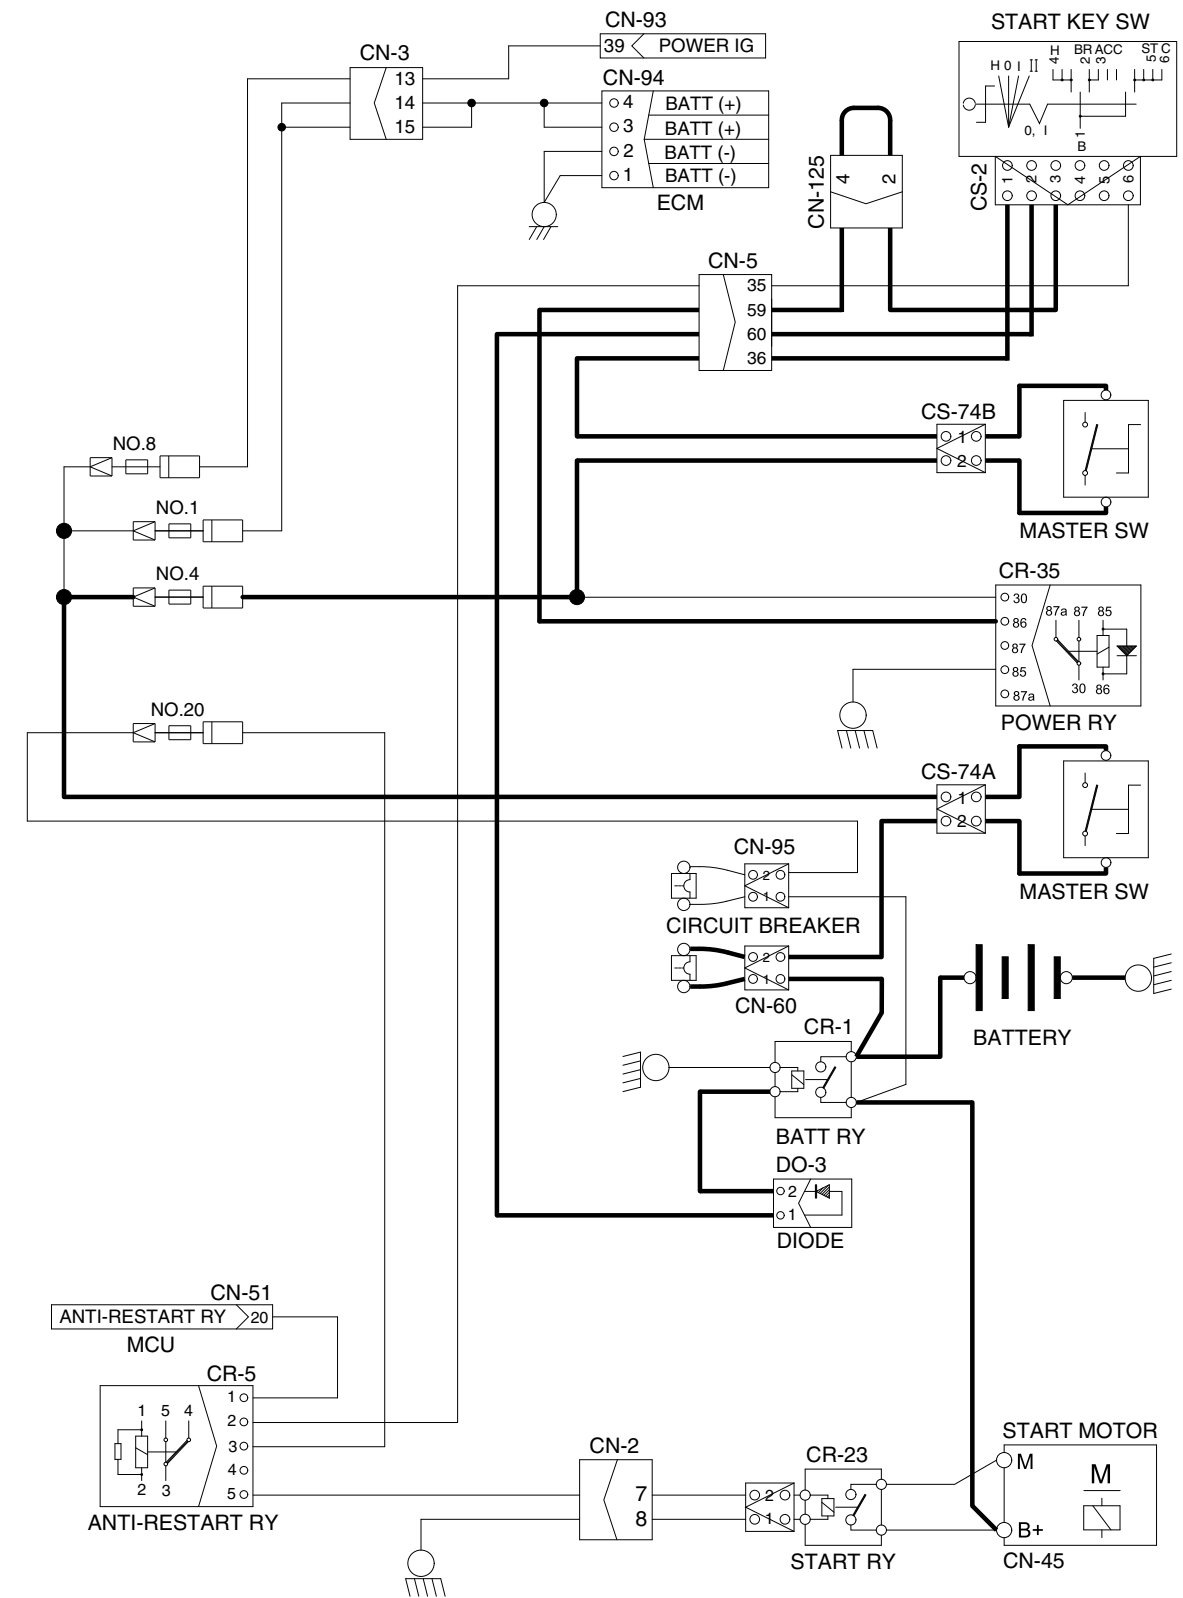 CN-93
START KEY SW
39 POWER IG
CN-3
13
14
15
CN-94
4 BATT (+)
3 BATT (+)
2 BATT (-)
1 BATT (-)
ECM
H 4
BR 2
ACC 3
ST 5
C 6
H 0 I II
0, I
1
B
CS-2
1 2 3 4 5 6
CN-125
4 2
CN-5
35
59
60
36
CS-74B
1
2
MASTER SW
NO.8
NO.1
NO.4
CR-35
30
86
87
85
87a
87a 87 85
30 86
POWER RY
NO.20
CS-74A
1
2
MASTER SW
CN-95
2
1
CIRCUIT BREAKER
2
1
CN-60
BATTERY
CR-1
BATT RY
DO-3
2
1
DIODE
CN-51
ANTI-RESTART RY 20
MCU
CR-5
1
2
3
4
5
1 5 4
2 3
ANTI-RESTART RY
CN-2
7
8
CR-23
2
1
START RY
START MOTOR
M
M
B+
CN-45